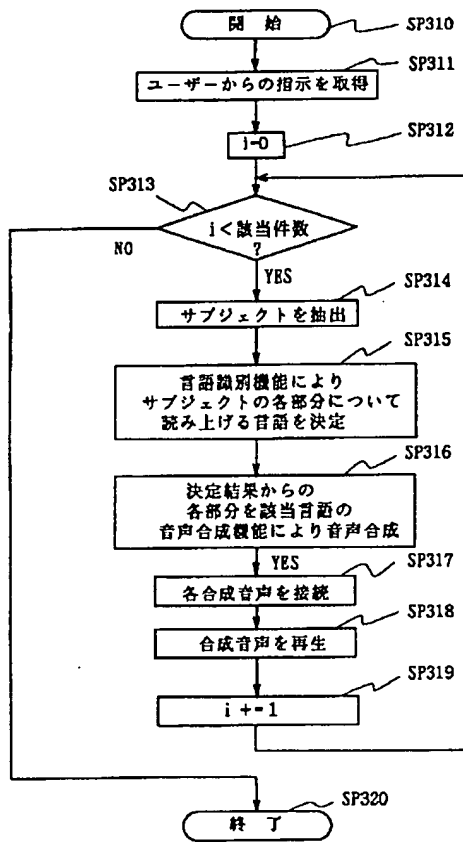 開 始
SP310
SP311
ユーザーからの指示を取得
SP312
i=0
SP313
i＜該当件数
?
NO
YES
SP314
サブジェクトを抽出
SP315
言語識別機能により
サブジェクトの各部分について
読み上げる言語を決定
SP316
決定結果からの
各部分を該当言語の
音声合成機能により音声合成
YES
SP317
各合成音声を接続
SP318
合成音声を再生
SP319
i +=1
SP320
終 了